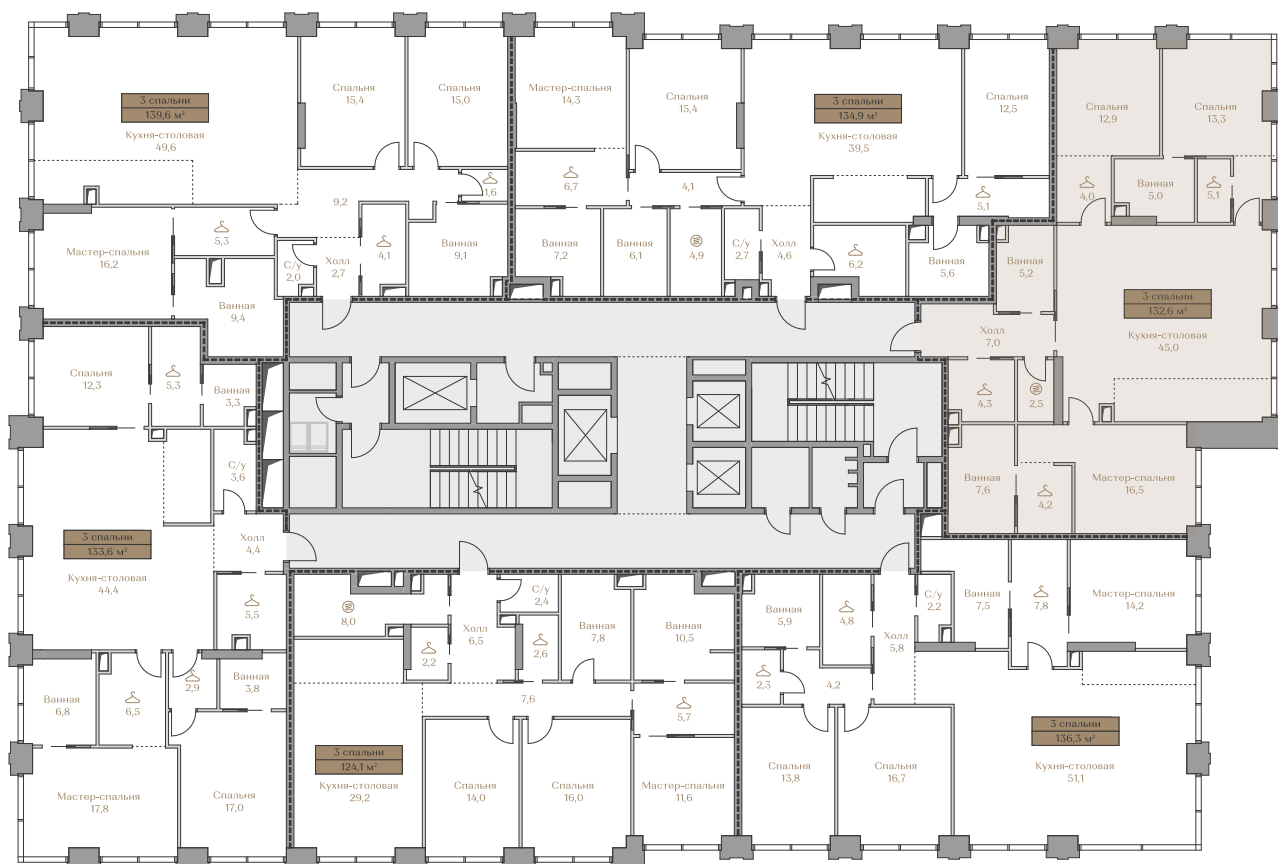 3 спальни
139,6 м²
Кухня-столовая
49,6
Спальня
15,4
Спальня
15,0
1,6
9,2
5,3
Мастер-спальня
16,2
С/у
2,0
Холл
2,7
4,1
Ванная
9,1
Ванная
9,4
Мастер-спальня
14,3
Спальня
15,4
3 спальни
134,9 м²
Кухня-столовая
39,5
Спальня
12,5
6,7
4,1
5,1
Ванная
7,2
Ванная
6,1
4,9
С/у
2,7
Холл
4,6
6,2
Ванная
5,6
Спальня
12,9
Спальня
13,3
4,0
Ванная
5,0
5,1
Ванная
5,2
3 спальни
132,6 м²
Кухня-столовая
45,0
Холл
7,0
4,3
2,5
Ванная
7,6
4,2
Мастер-спальня
16,5
Спальня
12,3
5,3
Ванная
3,3
С/у
3,6
3 спальни
133,6 м²
Кухня-столовая
44,4
Холл
4,4
5,5
Ванная
6,8
6,5
2,9
Ванная
3,8
Мастер-спальня
17,8
Спальня
17,0
8,0
Холл
6,5
С/у
2,4
2,2
2,6
Ванная
7,8
Ванная
10,5
7,6
5,7
3 спальни
124,1 м²
Кухня-столовая
29,2
Спальня
14,0
Спальня
16,0
Мастер-спальня
11,6
Ванная
5,9
4,8
С/у
2,2
Холл
5,8
Ванная
7,5
7,8
Мастер-спальня
14,2
2,3
4,2
Спальня
13,8
Спальня
16,7
3 спальни
136,3 м²
Кухня-столовая
51,1